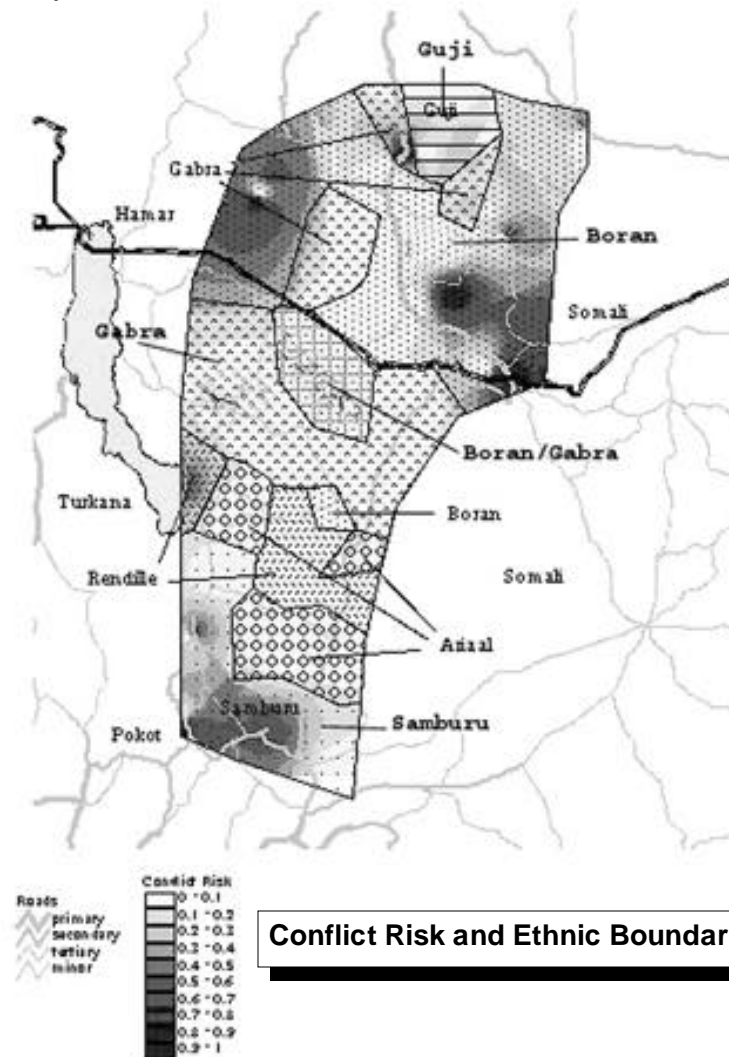 Guji
Guji
Gabra
Hamar
Boran
Somali
Gabra
Boran/Gabra
Turkana
Boran
Rendille
Somali
Ariaal
Samburu
Samburu
Pokot
Conflict Risk
0 - 0.1
0.1 - 0.2
0.2 - 0.3
0.3 - 0.4
0.4 - 0.5
0.5 - 0.6
0.6 - 0.7
0.7 - 0.8
0.8 - 0.9
0.9 - 1
Roads
primary
secondary
tertiary
minor
Conflict Risk and Ethnic Boundar